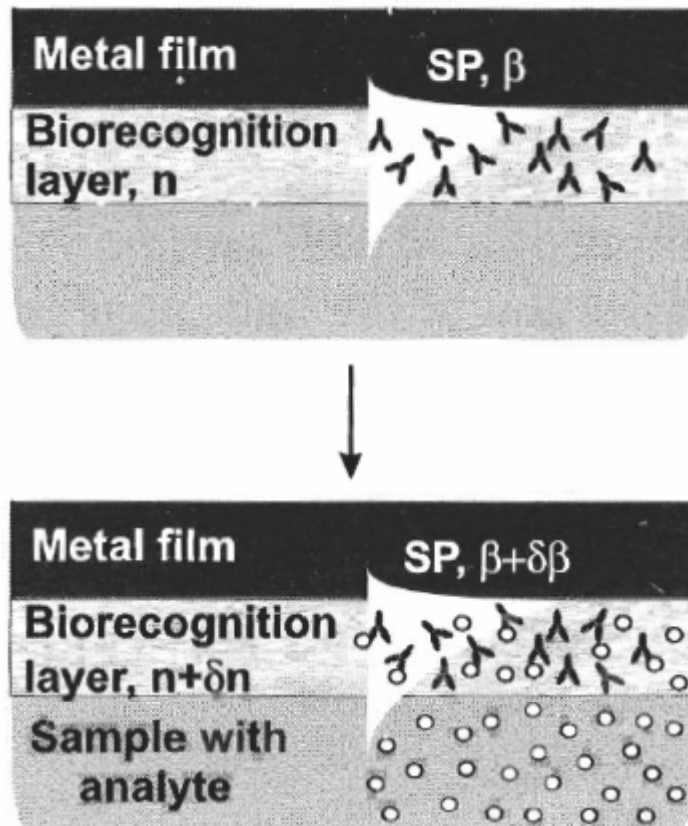 Metal film
SP, β
Biorecognition
layer, n
Metal film
SP, β+δβ
Biorecognition
layer, n+δn
Sample with
analyte